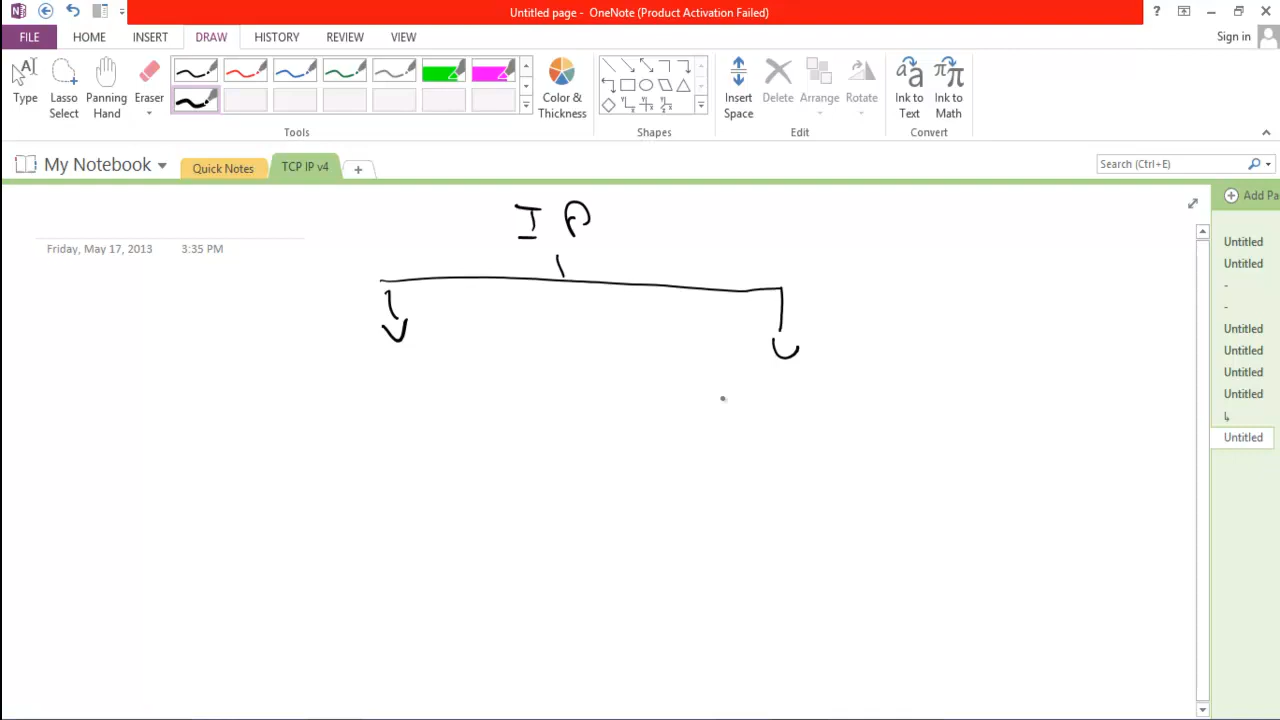 Untitled page - OneNote (Product Activation Failed)
?
FILE HOME INSERT DRAW HISTORY REVIEW VIEW
Sign in
Type
Lasso Select
Panning Hand
Eraser
Color & Thickness
Insert Space
Delete
Arrange
Rotate
Ink to Text
Ink to Math
Tools
Shapes
Edit
Convert
My Notebook
Quick Notes
TCP IP v4
Search (Ctrl+E)
Add Pa
I P
Friday, May 17, 2013 3:35 PM
Untitled
Untitled
-
-
Untitled
Untitled
Untitled
Untitled
Untitled